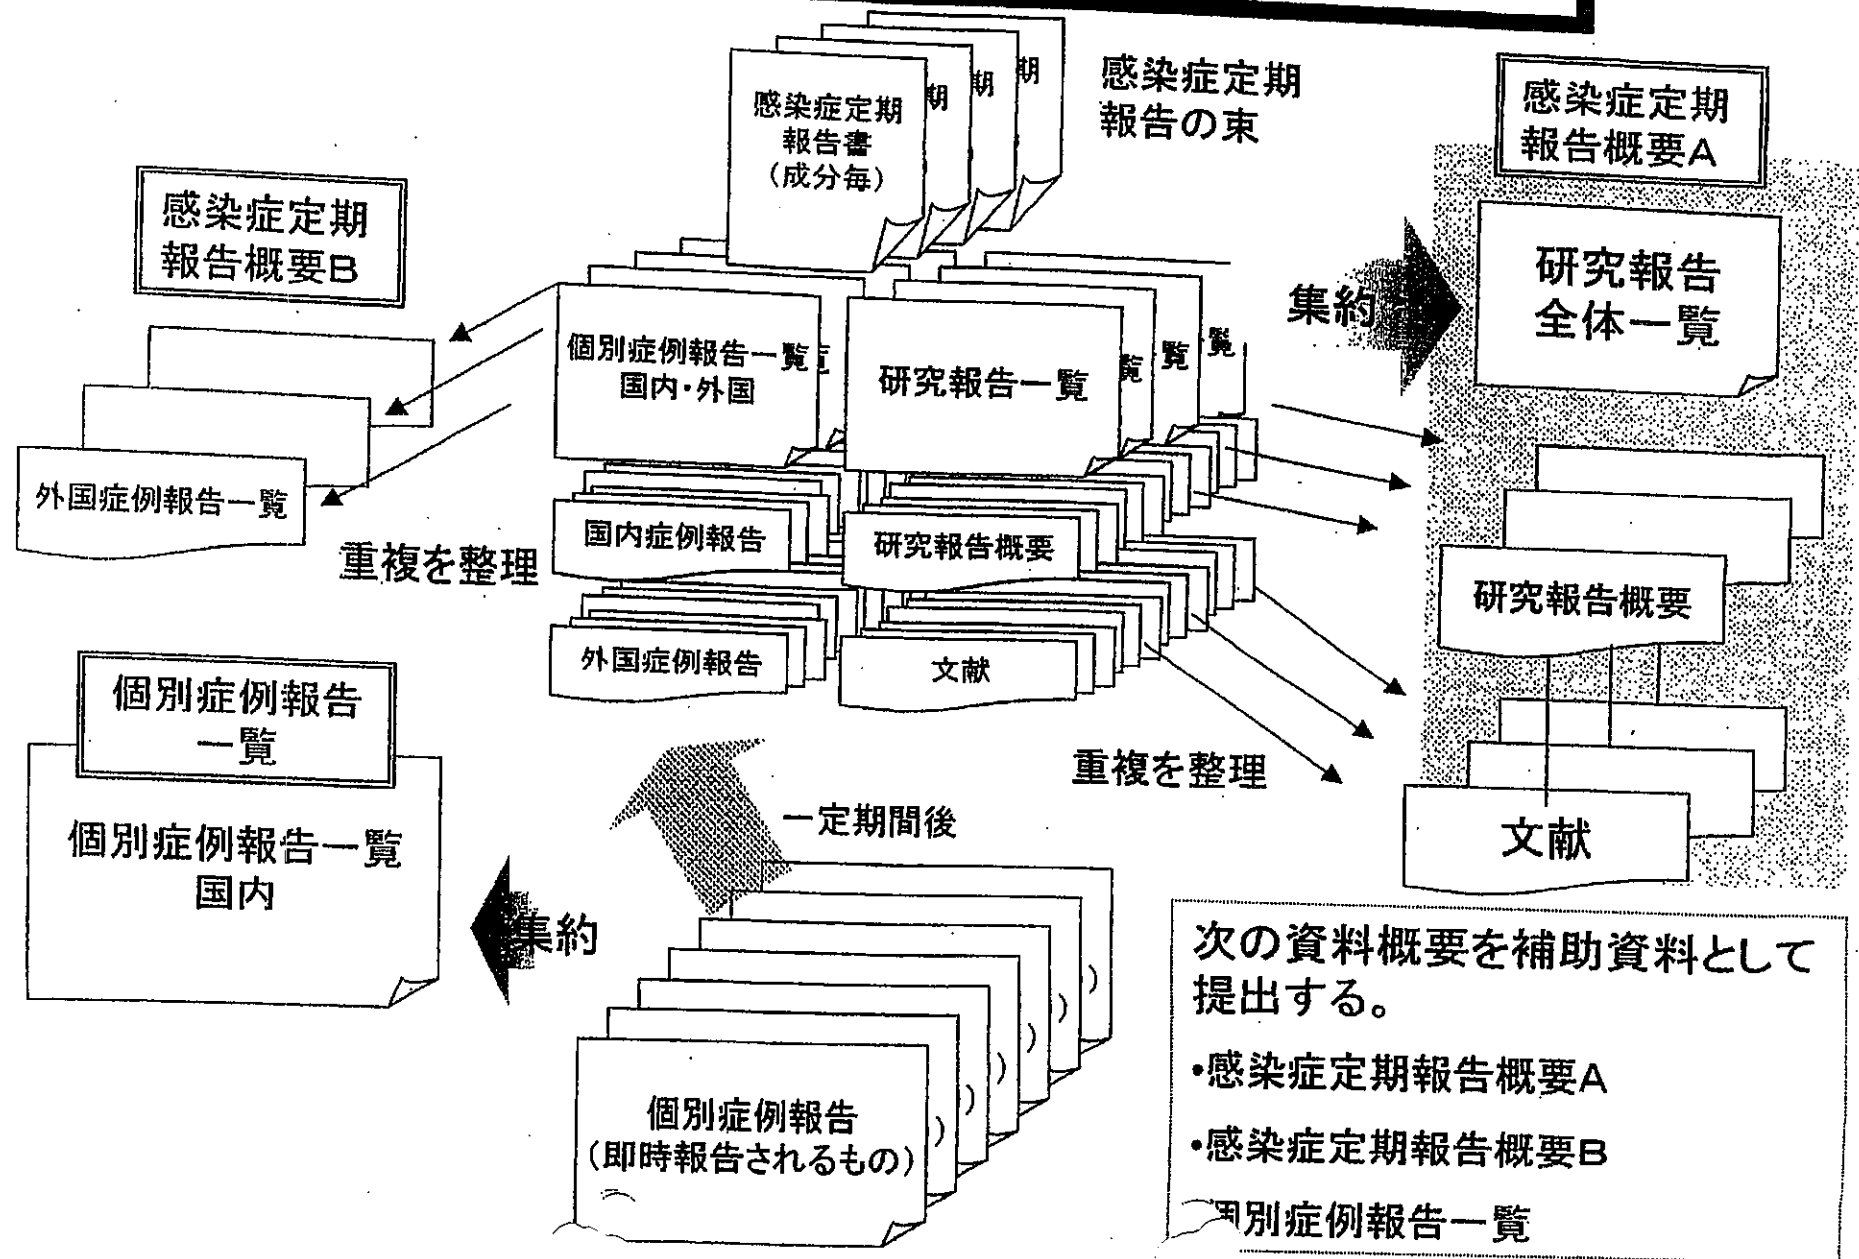 感染症定期
報告書
(成分毎)
期
期
期
感染症定期
報告の束
感染症定期
報告概要A
感染症定期
報告概要B
集約
研究報告
全体一覧
個別症例報告一覧
国内・外国
研究報告一覧
覧
覧
覧
外国症例報告一覧
重複を整理
国内症例報告
研究報告概要
研究報告概要
外国症例報告
文献
個別症例報告
一覧
重複を整理
一定期間後
文献
個別症例報告一覧
国内
集約
次の資料概要を補助資料として
提出する。
・感染症定期報告概要A
・感染症定期報告概要B
個別症例報告一覧
個別症例報告
(即時報告されるもの)
)
)
)
)
)